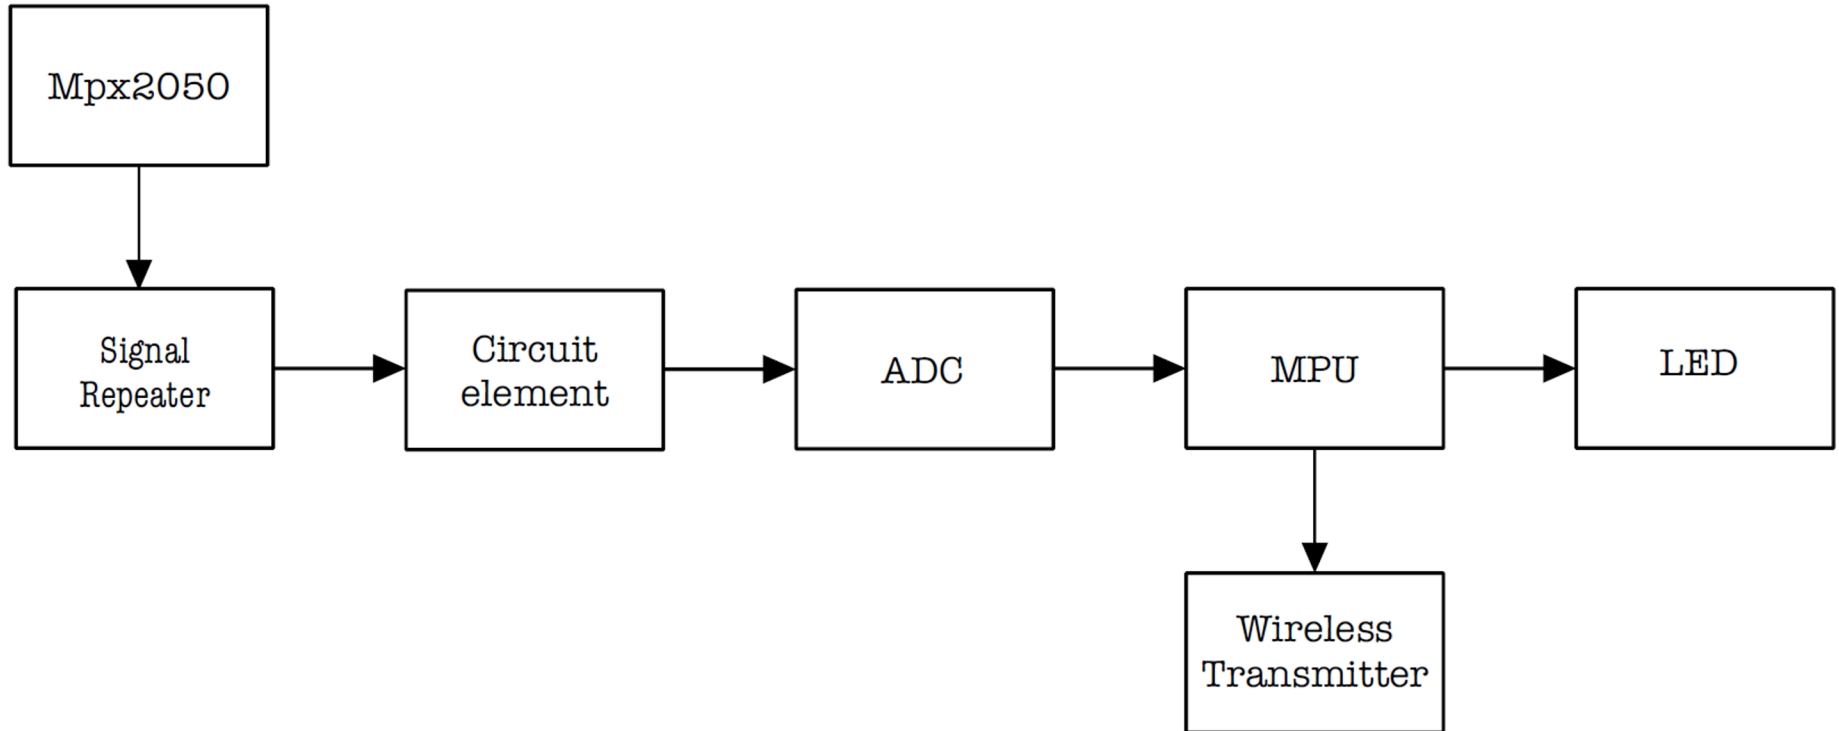 Mpx2050
Signal
Repeater
Circuit
element
ADC
MPU
LED
Wireless
Transmitter